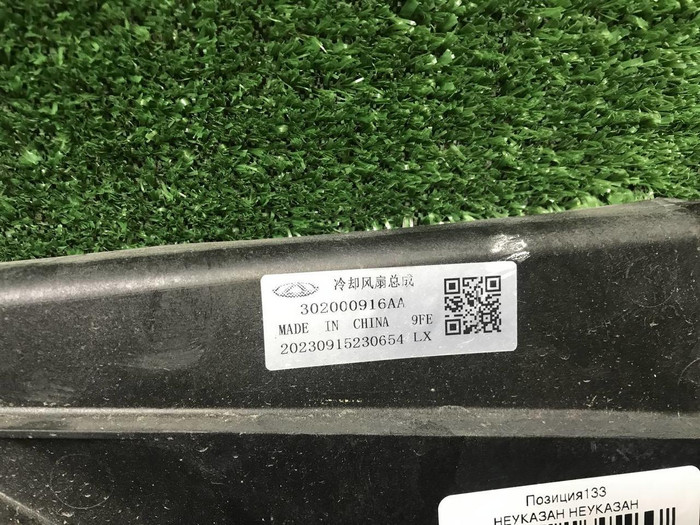 冷却风扇总成
302000916AA
MADE IN CHINA 9FE
20230915230654 LX
Позиция133
НЕУКАЗАН НЕУКАЗАН